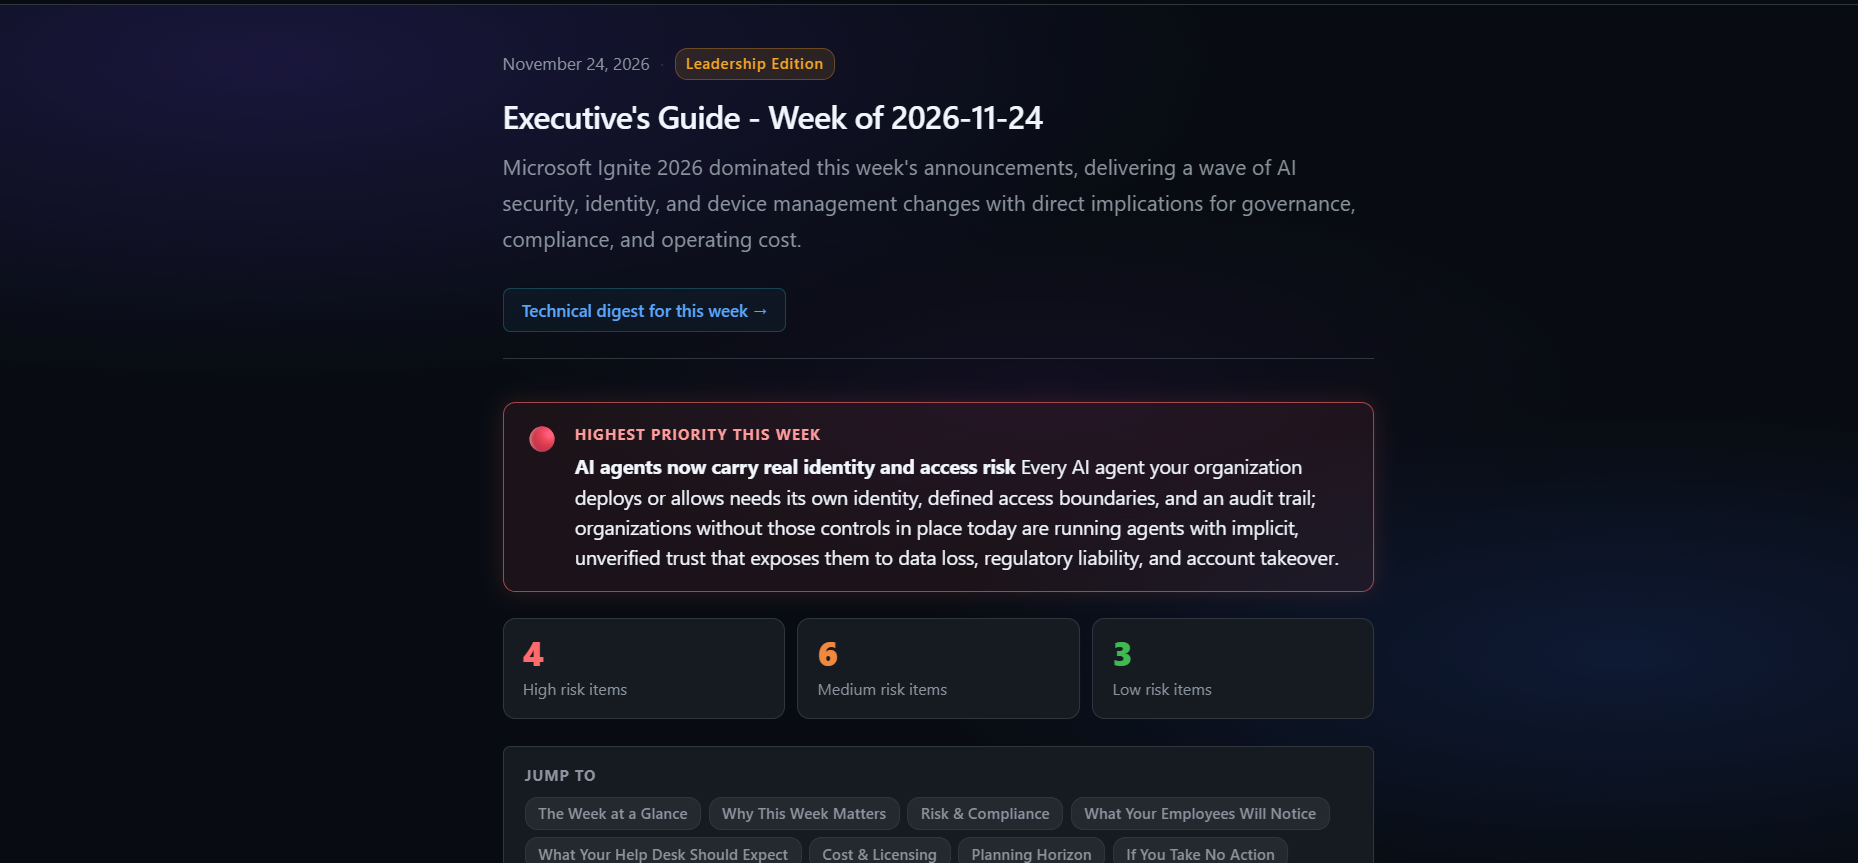 November 24, 2026 · Leadership Edition
Executive's Guide - Week of 2026-11-24
Microsoft Ignite 2026 dominated this week's announcements, delivering a wave of AI
security, identity, and device management changes with direct implications for governance,
compliance, and operating cost.
Technical digest for this week →
HIGHEST PRIORITY THIS WEEK
AI agents now carry real identity and access risk Every AI agent your organization
deploys or allows needs its own identity, defined access boundaries, and an audit trail;
organizations without those controls in place today are running agents with implicit,
unverified trust that exposes them to data loss, regulatory liability, and account takeover.
4
High risk items
6
Medium risk items
3
Low risk items
JUMP TO
The Week at a Glance
Why This Week Matters
Risk & Compliance
What Your Employees Will Notice
What Your Help Desk Should Expect
Cost & Licensing
Planning Horizon
If You Take No Action